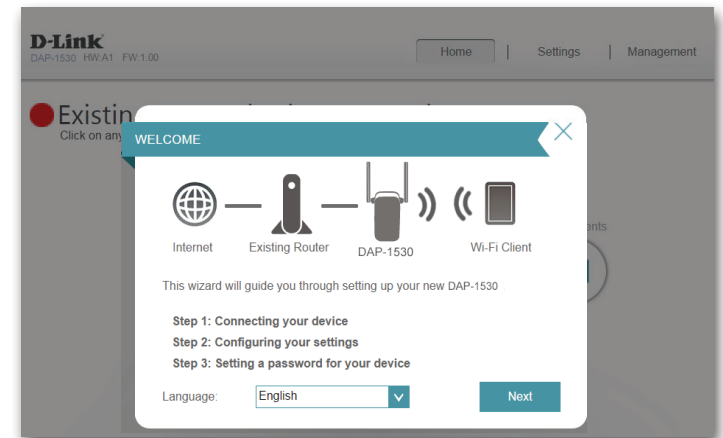 D-Link
DAP-1530 HW:A1 FW:1.00
Home | Settings | Management
Existin
Click on any
WELCOME
ents
Internet
Existing Router
DAP-1530
Wi-Fi Client
This wizard will guide you through setting up your new DAP-1530
Step 1: Connecting your device
Step 2: Configuring your settings
Step 3: Setting a password for your device
Language: English
Next